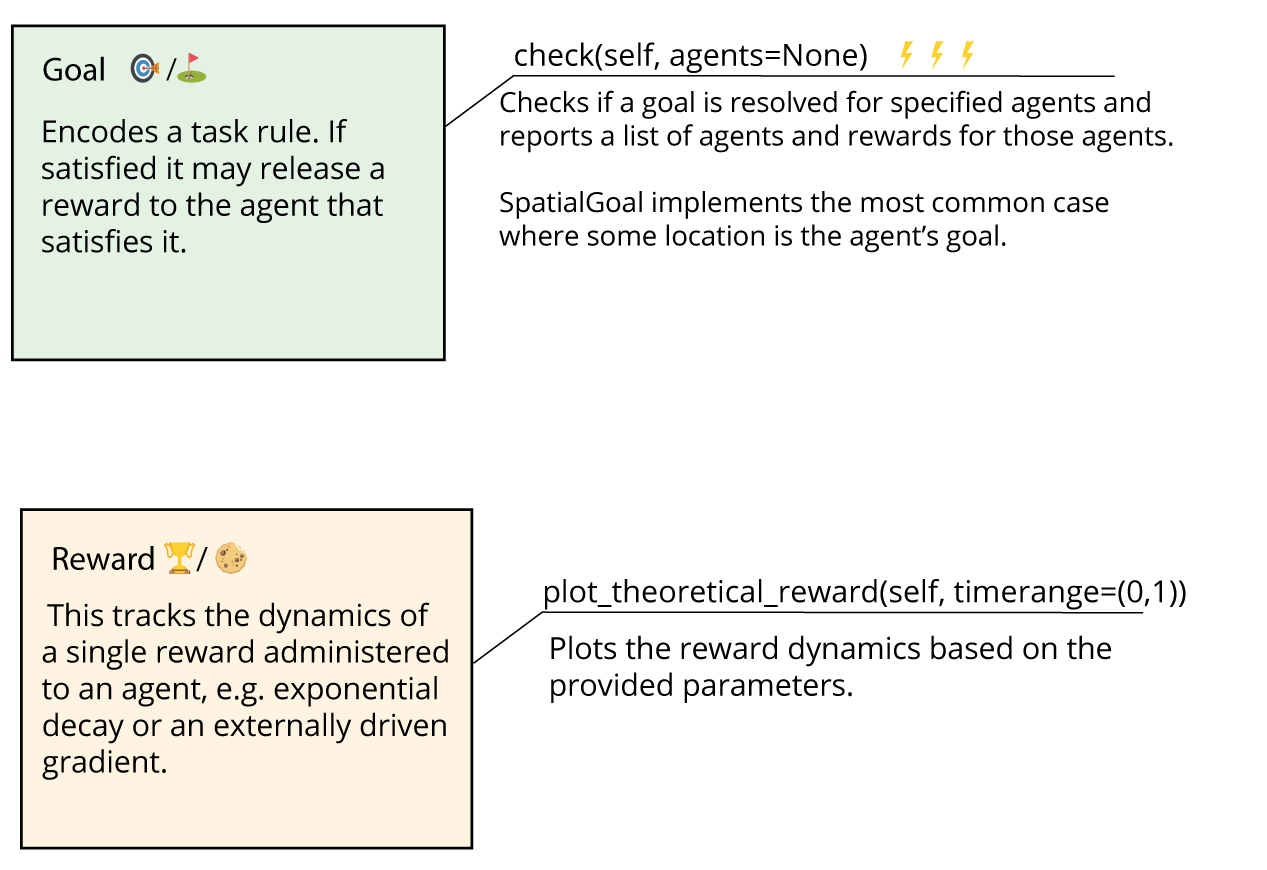 Goal 🎯/⛳
Encodes a task rule. If
satisfied it may release a
reward to the agent that
satisfies it.
check(self, agents=None) ⚡⚡⚡
Checks if a goal is resolved for specified agents and
reports a list of agents and rewards for those agents.
SpatialGoal implements the most common case
where some location is the agent’s goal.
Reward 🏆/ 🍪
This tracks the dynamics of
a single reward administered
to an agent, e.g. exponential
decay or an externally driven
gradient.
plot_theoretical_reward(self, timerange=(0,1))
Plots the reward dynamics based on the
provided parameters.